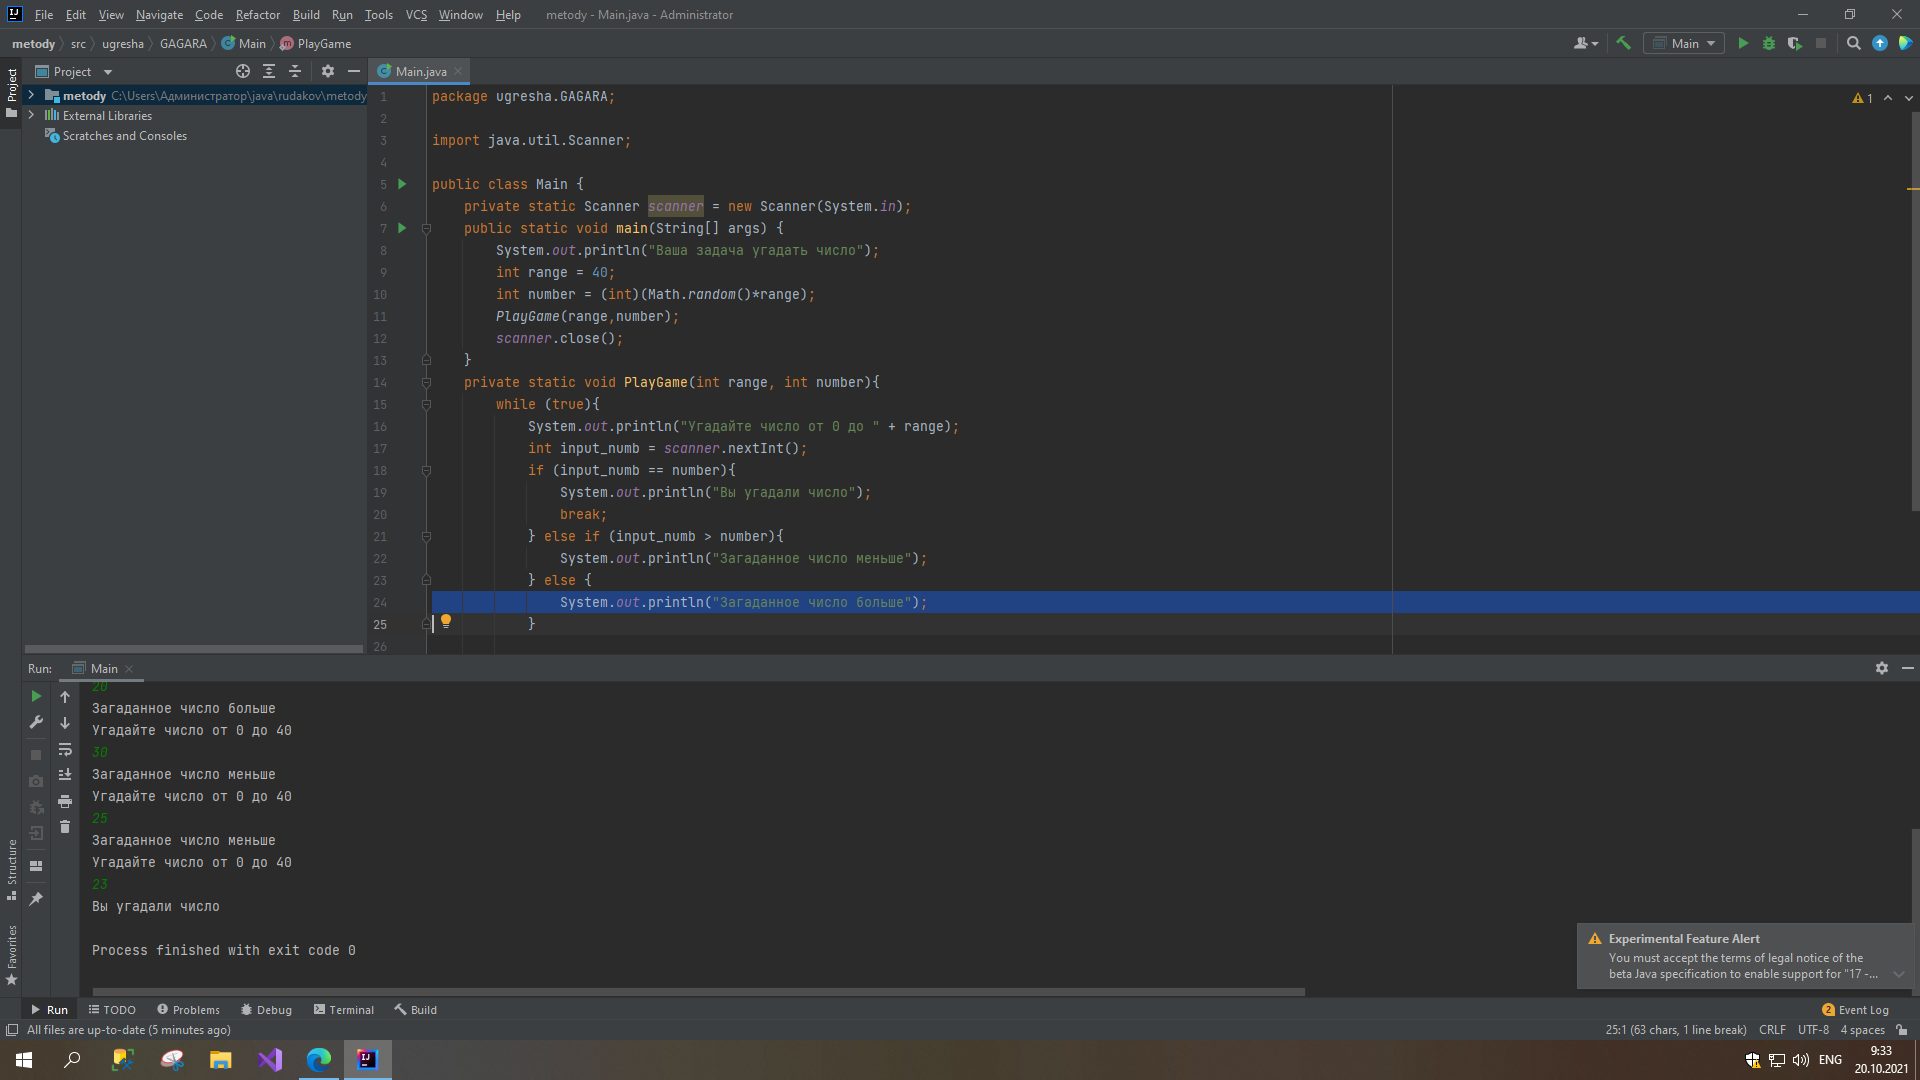 File Edit View Navigate Code Refactor Build Run Tools VCS Window Help metody - Main.java - Administrator
metody src ugresha GAGARA Main PlayGame Main
Project Main.java
Project
metody C:\Users\Администратор\java\rudakov\metody
External Libraries
Scratches and Consoles
1 package ugresha.GAGARA;
2
3 import java.util.Scanner;
4
5 public class Main {
6 private static Scanner scanner = new Scanner(System.in);
7 public static void main(String[] args) {
8 System.out.println("Ваша задача угадать число");
9 int range = 40;
10 int number = (int)(Math.random()*range);
11 PlayGame(range,number);
12 scanner.close();
13 }
14 private static void PlayGame(int range, int number){
15 while (true){
16 System.out.println("Угадайте число от 0 до " + range);
17 int input_numb = scanner.nextInt();
18 if (input_numb == number){
19 System.out.println("Вы угадали число");
20 break;
21 } else if (input_numb > number){
22 System.out.println("Загаданное число меньше");
23 } else {
24 System.out.println("Загаданное число больше");
25 }
26
1
Run: Main
20
Загаданное число больше
Угадайте число от 0 до 40
30
Загаданное число меньше
Угадайте число от 0 до 40
25
Загаданное число меньше
Угадайте число от 0 до 40
23
Вы угадали число
Process finished with exit code 0
Structure
Favorites
Experimental Feature Alert
You must accept the terms of legal notice of the
beta Java specification to enable support for "17 -...
Run TODO Problems Debug Terminal Build 2 Event Log
All files are up-to-date (5 minutes ago) 25:1 (63 chars, 1 line break) CRLF UTF-8 4 spaces
ENG
9:33
20.10.2021